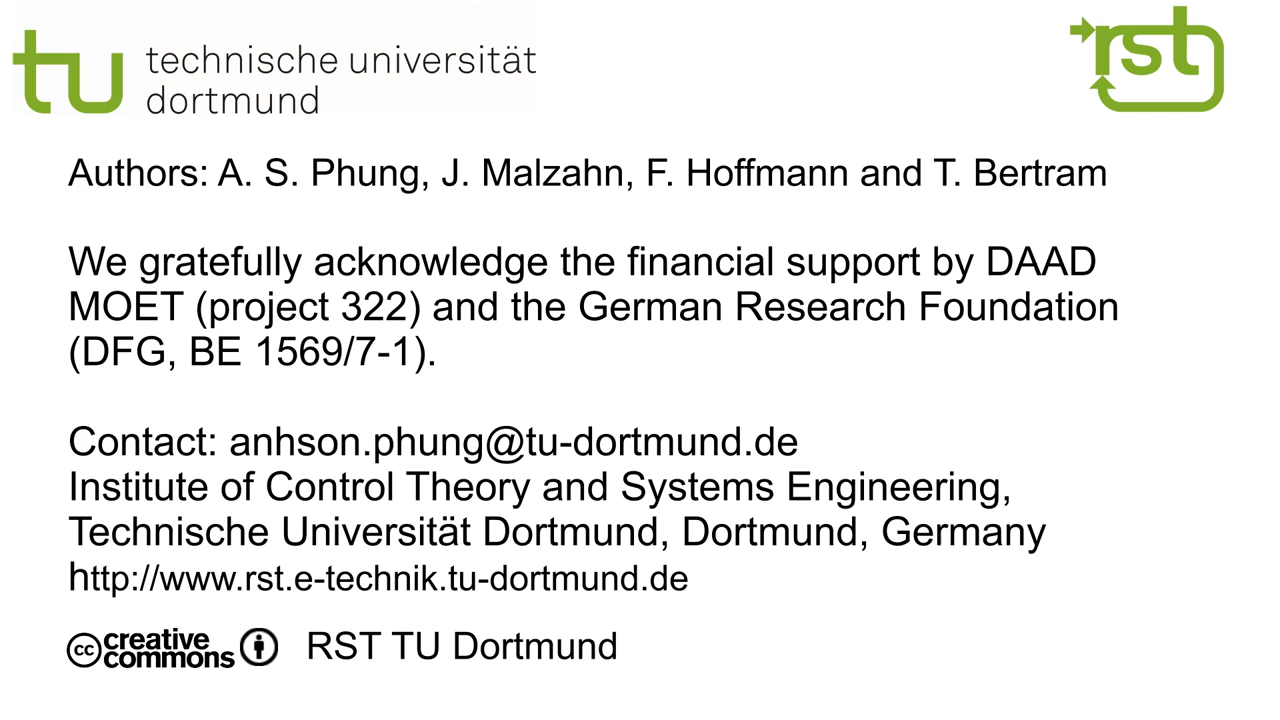 tu technische universität
dortmund
rst
Authors: A. S. Phung, J. Malzahn, F. Hoffmann and T. Bertram
We gratefully acknowledge the financial support by DAAD
MOET (project 322) and the German Research Foundation
(DFG, BE 1569/7-1).
Contact: anhson.phung@tu-dortmund.de
Institute of Control Theory and Systems Engineering,
Technische Universität Dortmund, Dortmund, Germany
http://www.rst.e-technik.tu-dortmund.de
cc creative
commons
RST TU Dortmund